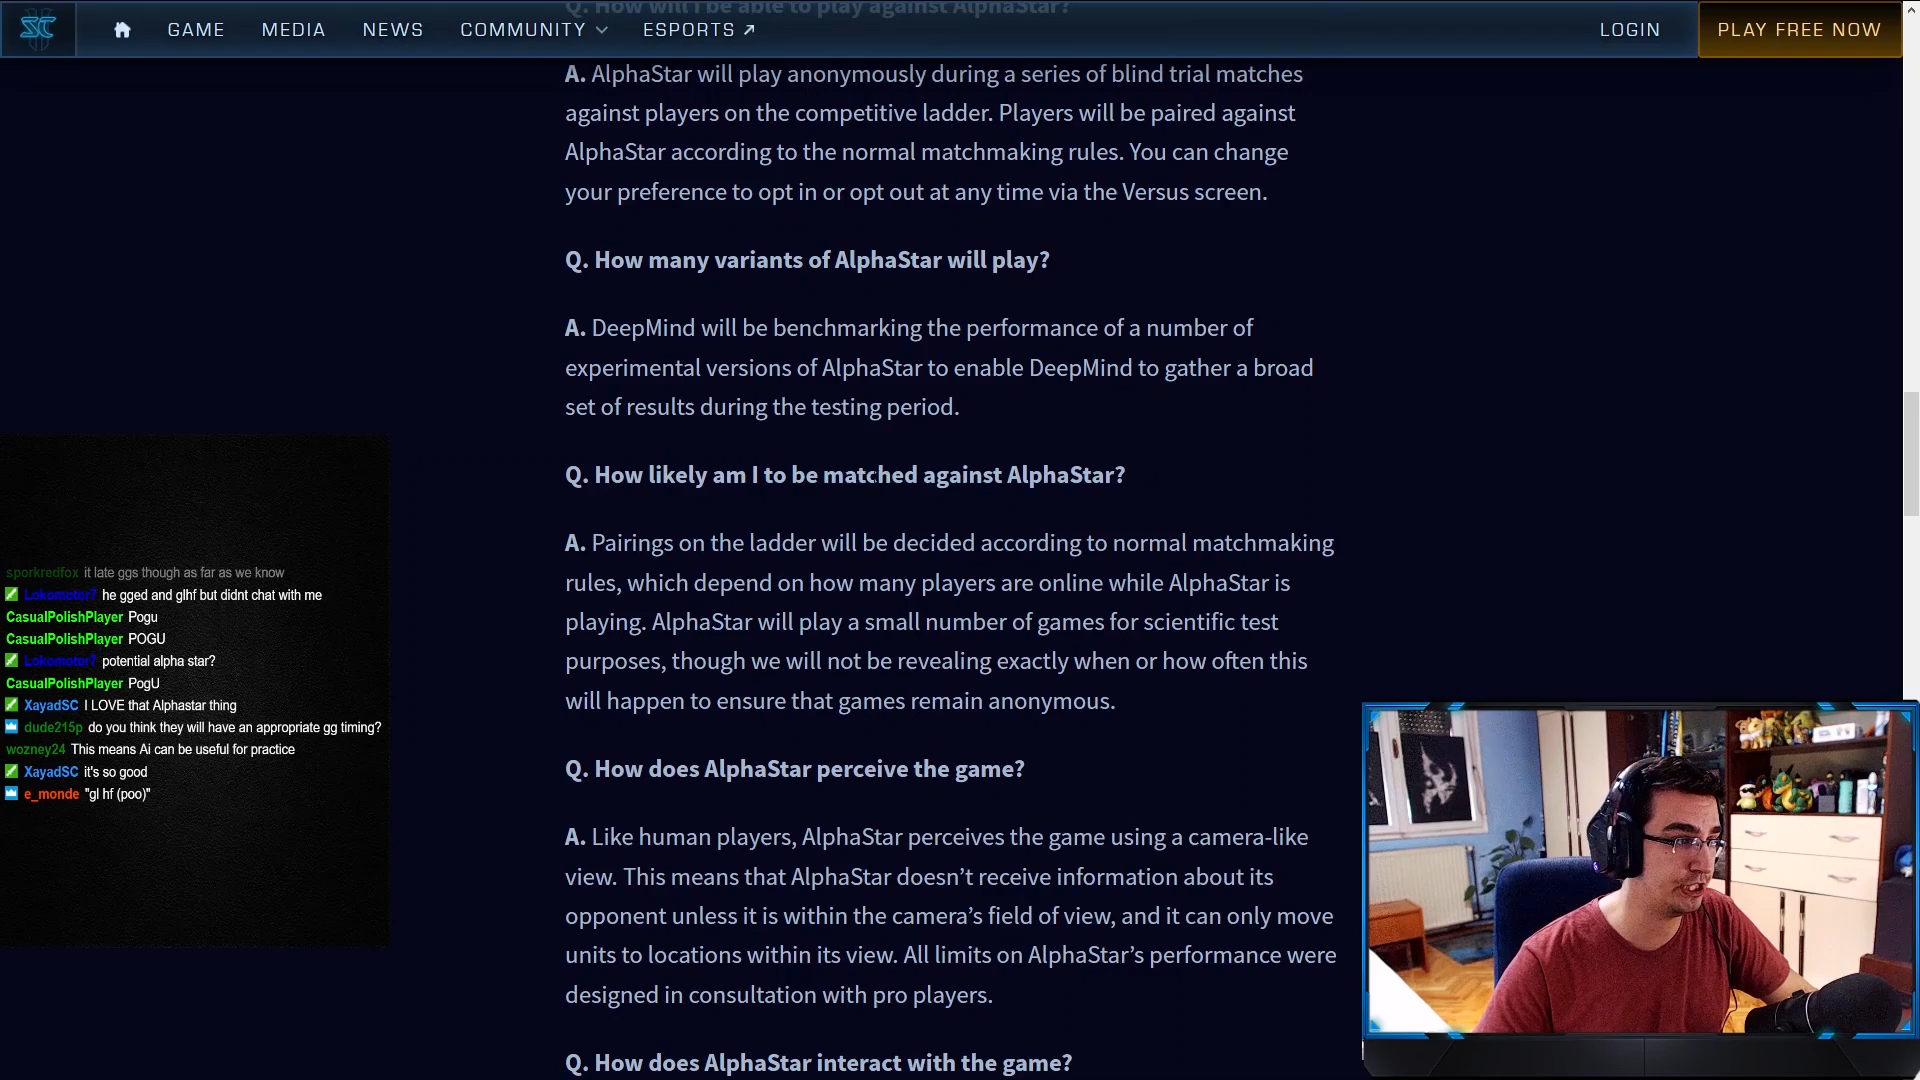 Q. How will I be able to play against AlphaStar?
SC
GAME MEDIA NEWS COMMUNITY ESPORTS LOGIN PLAY FREE NOW
A. AlphaStar will play anonymously during a series of blind trial matches
against players on the competitive ladder. Players will be paired against
AlphaStar according to the normal matchmaking rules. You can change
your preference to opt in or opt out at any time via the Versus screen.
Q. How many variants of AlphaStar will play?
A. DeepMind will be benchmarking the performance of a number of
experimental versions of AlphaStar to enable DeepMind to gather a broad
set of results during the testing period.
Q. How likely am I to be matched against AlphaStar?
A. Pairings on the ladder will be decided according to normal matchmaking
rules, which depend on how many players are online while AlphaStar is
playing. AlphaStar will play a small number of games for scientific test
purposes, though we will not be revealing exactly when or how often this
will happen to ensure that games remain anonymous.
Q. How does AlphaStar perceive the game?
A. Like human players, AlphaStar perceives the game using a camera-like
view. This means that AlphaStar doesn’t receive information about its
opponent unless it is within the camera’s field of view, and it can only move
units to locations within its view. All limits on AlphaStar’s performance were
designed in consultation with pro players.
Q. How does AlphaStar interact with the game?
sporkredfox it late ggs though as far as we know
Lokomotor7 he gged and glhf but didnt chat with me
CasualPolishPlayer Pogu
CasualPolishPlayer POGU
Lokomotor7 potential alpha star?
CasualPolishPlayer PogU
XayadSC I LOVE that Alphastar thing
dude215p do you think they will have an appropriate gg timing?
wozney24 This means Ai can be useful for practice
XayadSC it's so good
e_monde "gl hf (poo)"